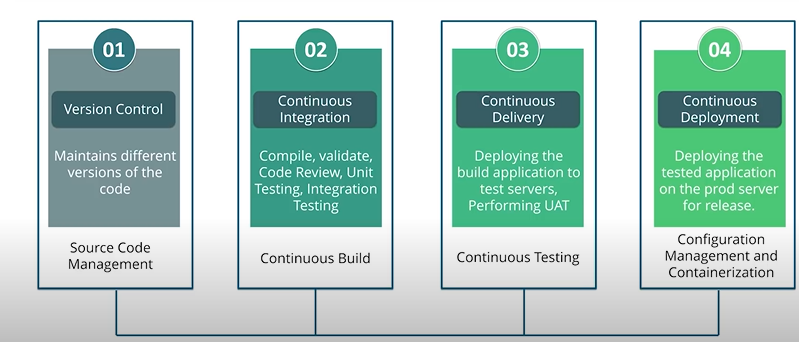 01
Version Control
Maintains different
versions of the
code
Source Code
Management
02
Continuous
Integration
Compile, validate,
Code Review, Unit
Testing, Integration
Testing
Continuous Build
03
Continuous
Delivery
Deploying the
build application to
test servers,
Performing UAT
Continuous Testing
04
Continuous
Deployment
Deploying the
tested application
on the prod server
for release.
Configuration
Management and
Containerization